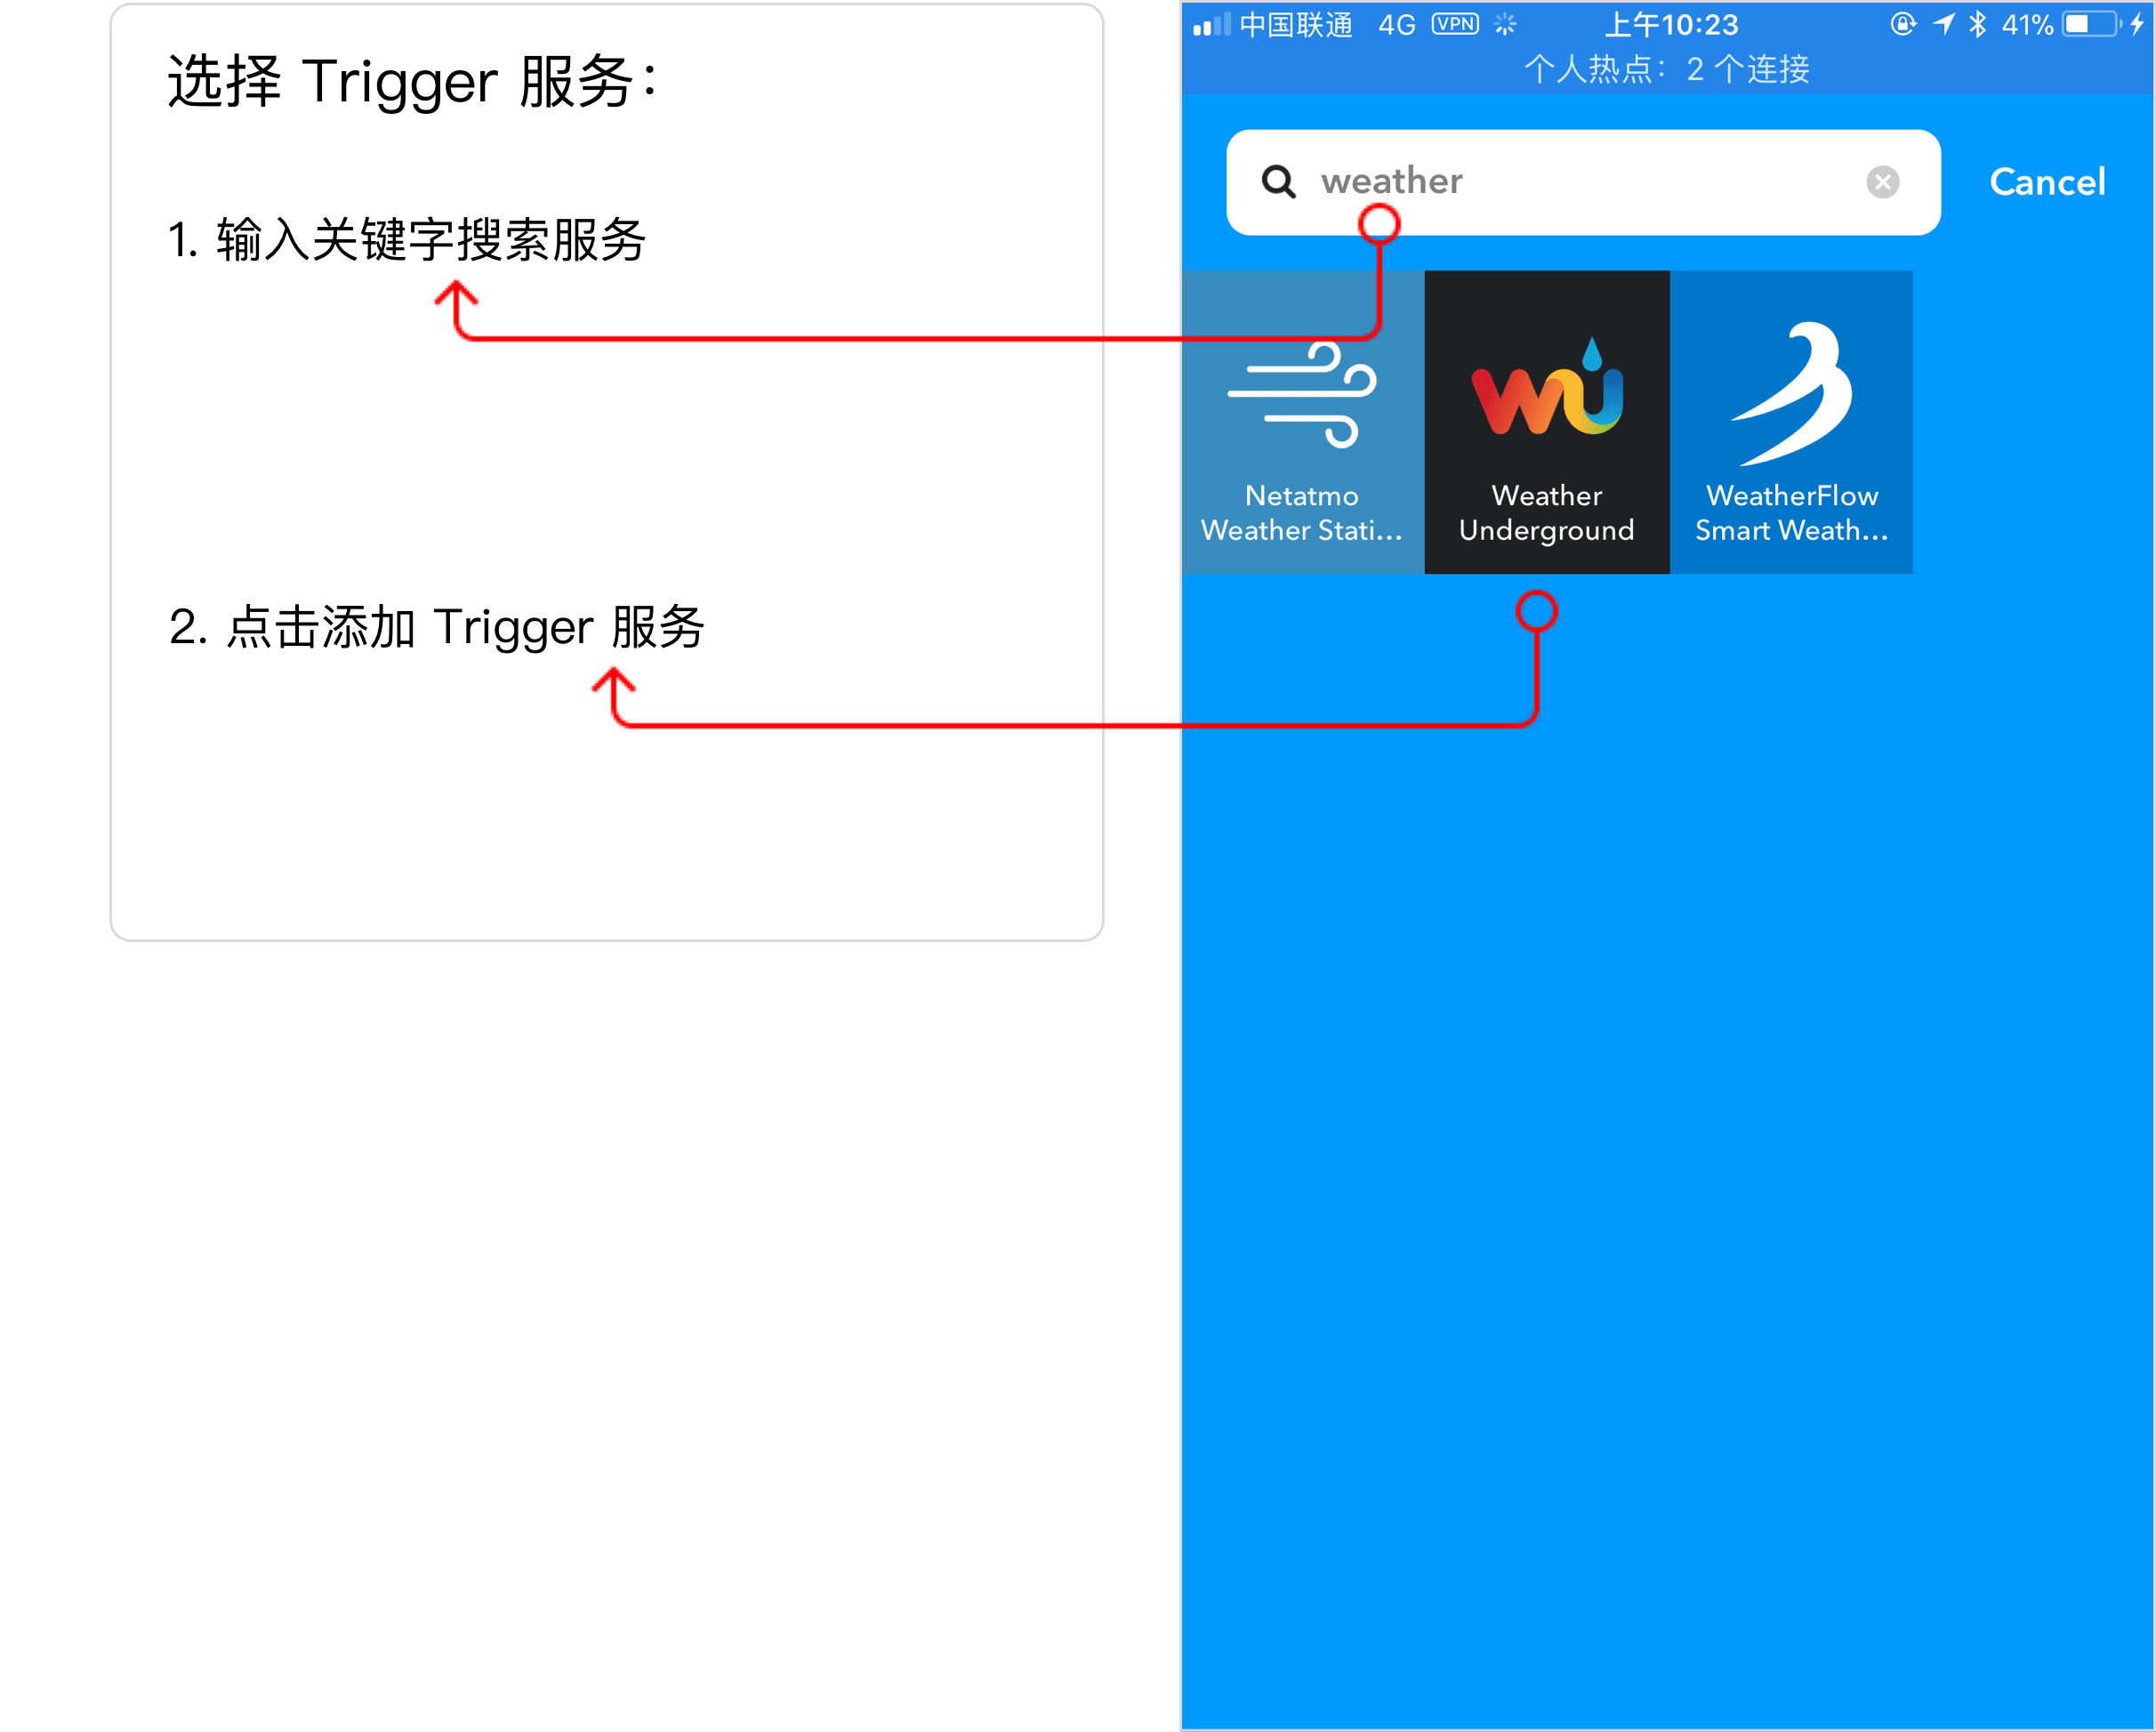 选择 Trigger 服务：
1. 输入关键字搜索服务
2. 点击添加 Trigger 服务
中国联通 4G VPN 上午10:23 41%
个人热点：2 个连接
weather
Cancel
Netatmo
Weather Stati...
Weather
Underground
WeatherFlow
Smart Weath...